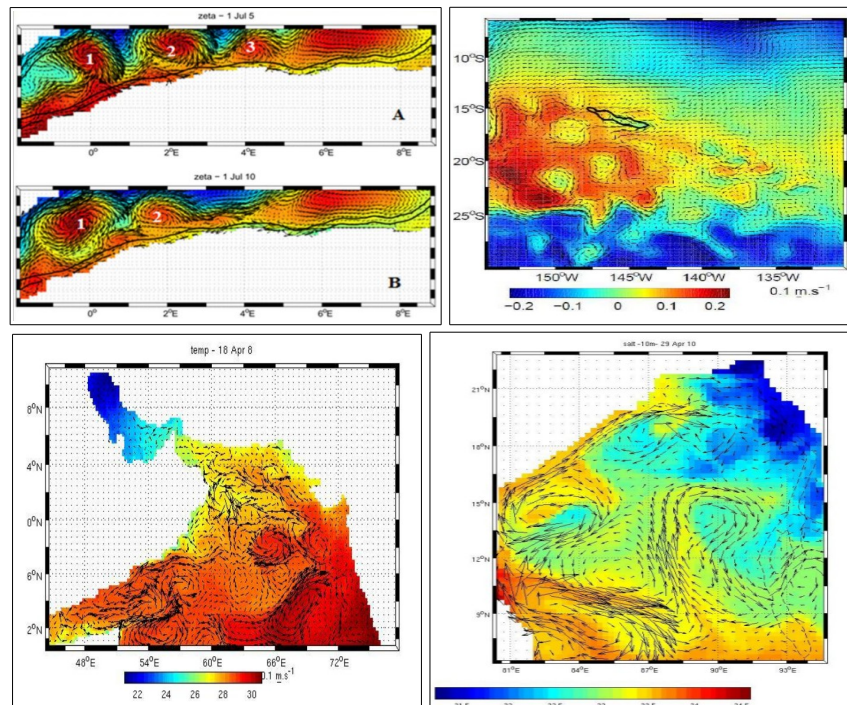 zeta – 1 Jul 5
1 2 3
A
0° 2°E 4°E 6°E 8°E
zeta – 1 Jul 10
1 2
B
0° 2°E 4°E 6°E 8°E
10°S
15°S
20°S
25°S
150°W 145°W 140°W 135°W
−0.2 −0.1 0 0.1 0.2 0.1 m.s⁻¹
temp - 18 Apr 6
8°N
4°N
0°N
6°N
2°N
48°E 54°E 60°E 66°E 72°E
22 24 26 28 30 0.1 m.s⁻¹
salt -10m- 29 Apr 10
21°N
18°N
15°N
12°N
9°N
81°E 84°E 87°E 90°E 93°E